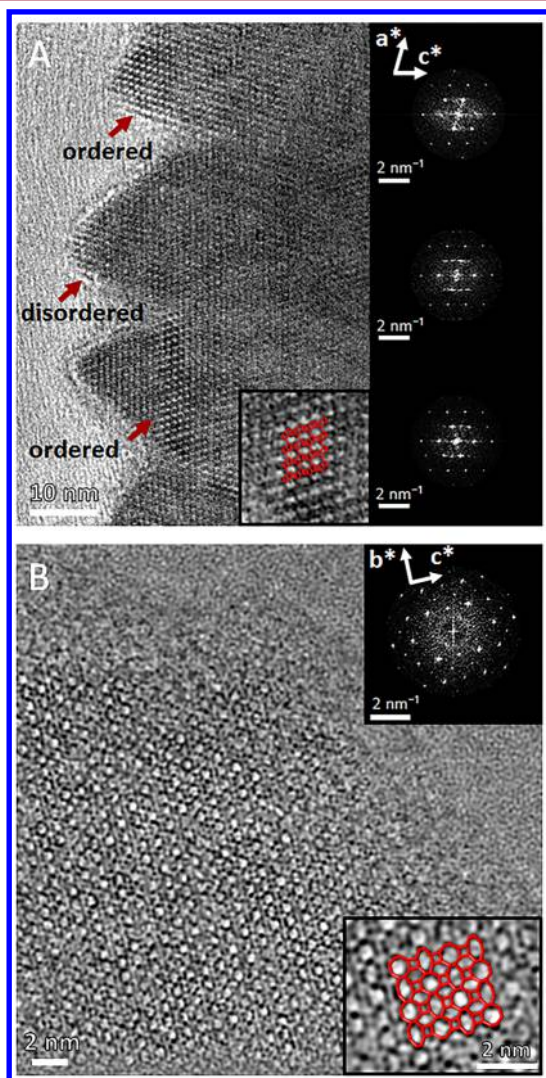 A
a*
c*
ordered
2 nm⁻¹
disordered
2 nm⁻¹
ordered
10 nm
2 nm⁻¹
B
b*
c*
2 nm⁻¹
2 nm
2 nm